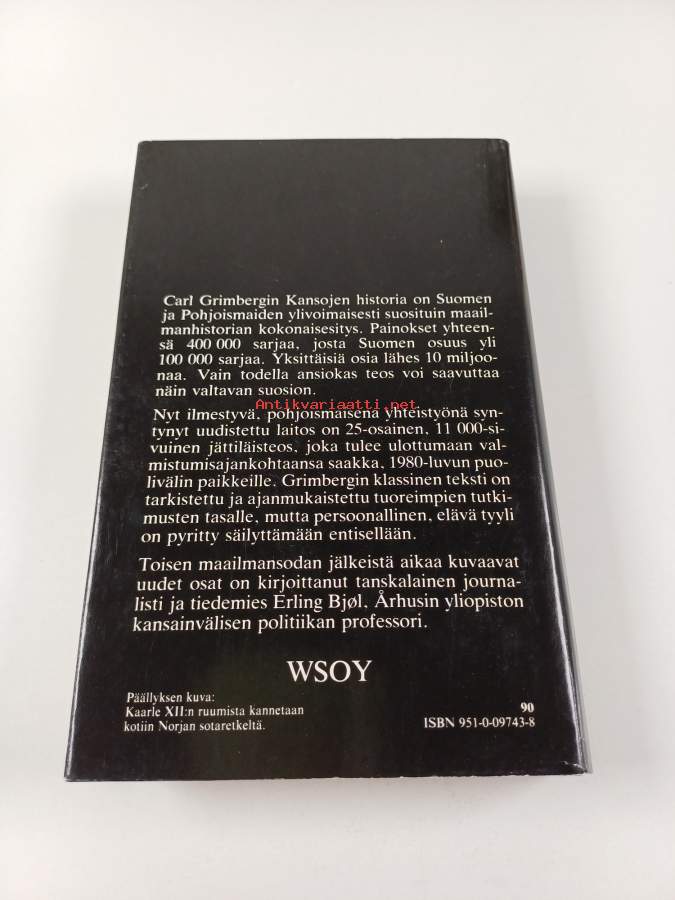 Carl Grimbergin Kansojen historia on Suomen
ja Pohjoismaiden ylivoimaisesti suosituin maail-
manhistorian kokonaisesitys. Painokset yhteen-
sä 400 000 sarjaa, josta Suomen osuus yli
100 000 sarjaa. Yksittäisiä osia lähes 10 miljoo-
naa. Vain todella ansiokas teos voi saavuttaa
näin valtavan suosion.
Antikvariaatti.net
Nyt ilmestyvä, pohjoismaisena yhteistyönä syn-
tynyt uudistettu laitos on 25-osainen, 11 000-si-
vuinen jättiläisteos, joka tulee ulottumaan val-
mistumisajankohtaansa saakka, 1980-luvun puo-
livälin paikkeille. Grimbergin klassinen teksti on
tarkistettu ja ajanmukaistettu tuoreimpien tutki-
musten tasalle, mutta persoonallinen, elävä tyyli
on pyritty säilyttämään entisellään.
Toisen maailmansodan jälkeistä aikaa kuvaavat
uudet osat on kirjoittanut tanskalainen journa-
listi ja tiedemies Erling Bjøl, Århusin yliopiston
kansainvälisen politiikan professori.
WSOY
Päällyksen kuva:
Kaarle XII:n ruumista kannetaan
kotiin Norjan sotaretkeltä.
90
ISBN 951-0-09743-8